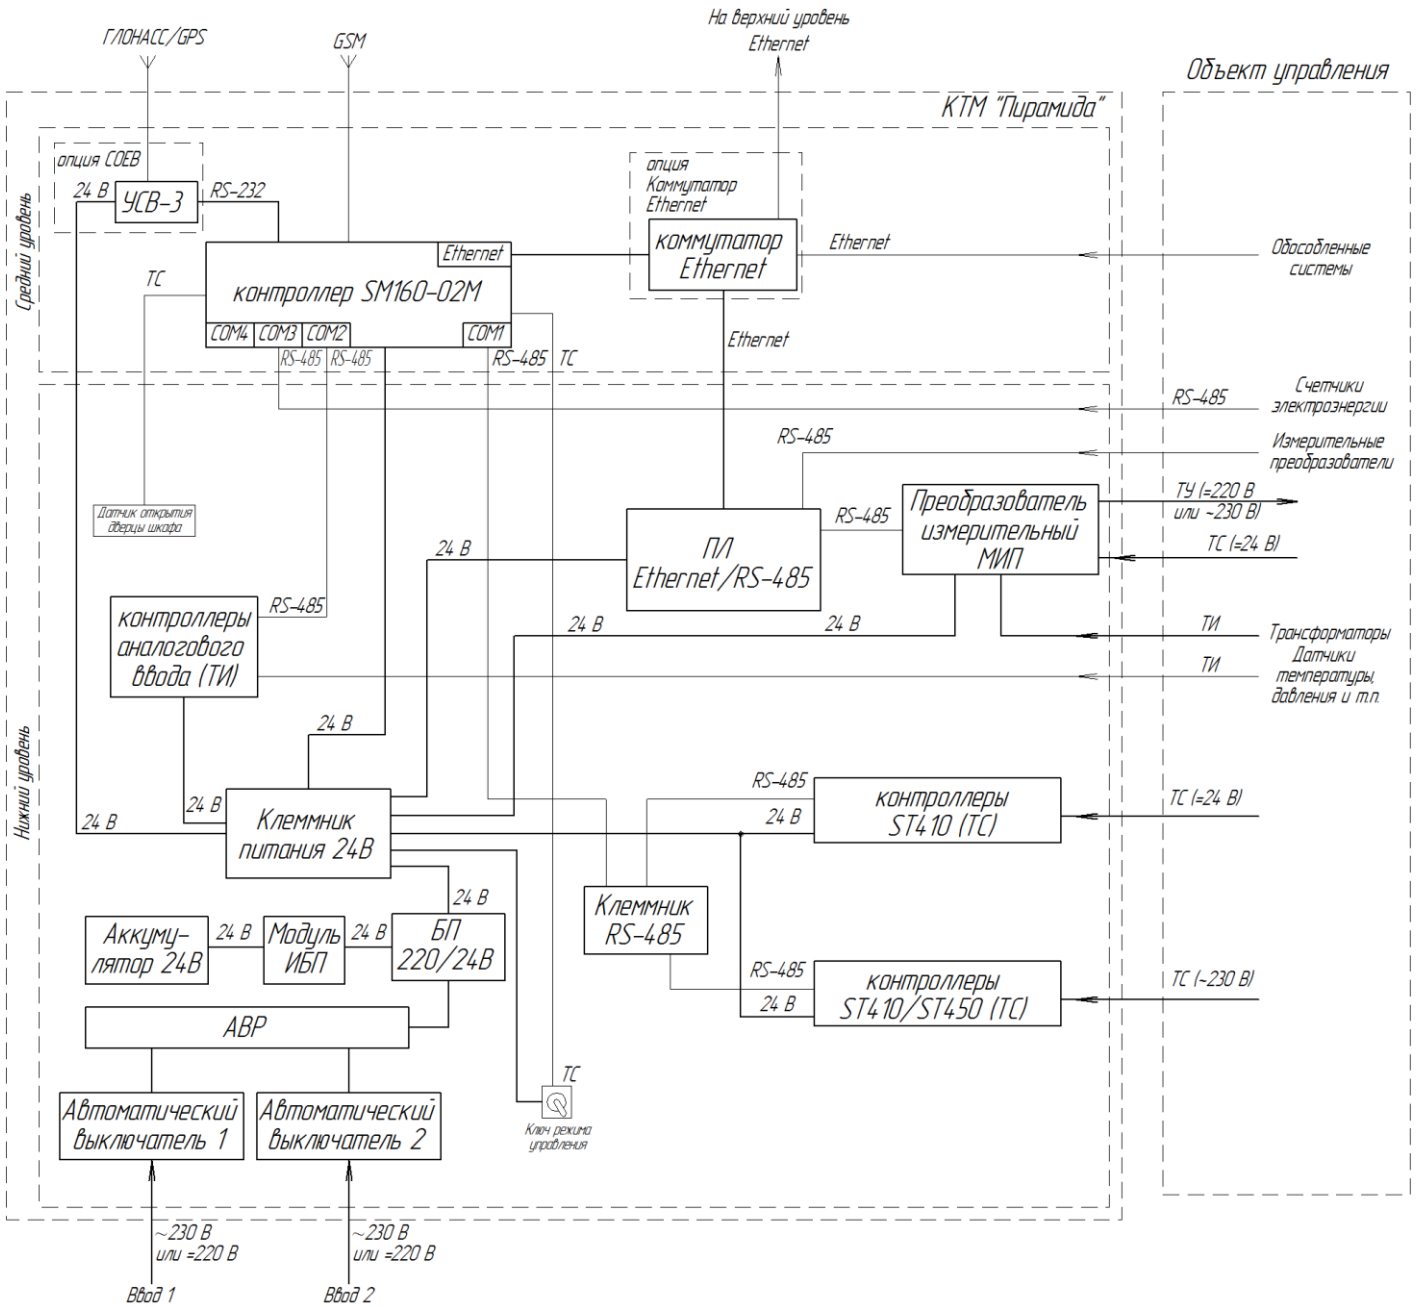 На верхний уровень
Ethernet
ГЛОНАСС/GPS
GSM
Объект управления
КТМ "Пирамида"
опция СОЕВ
опция
Коммутатор
Ethernet
24 В
УСВ-3
RS-232
Средний уровень
Ethernet
коммутатор
Ethernet
Ethernet
Обособленные
системы
ТС
контроллер SM160-02М
COM4
COM3
COM2
COM1
RS-485
RS-485
RS-485
ТС
Ethernet
RS-485
Счетчики
электроэнергии
RS-485
Измерительные
преобразователи
Датчик открытия
дверцы шкафа
ТУ (=220 В
или ~230 В)
Преобразователь
измерительный
МИП
RS-485
ТС (=24 В)
24 В
ПЛ
Ethernet/RS-485
контроллеры
аналогового
ввода (ТИ)
RS-485
24 В
24 В
ТИ
Трансформаторы
ТИ
Датчики
температуры,
давления и т.п.
24 В
Нижний уровень
24 В
24 В
Клеммник
питания 24В
RS-485
24 В
контроллеры
ST410 (ТС)
ТС (=24 В)
24 В
Клеммник
RS-485
Аккуму-
лятор 24В
24 В
Модуль
ИБП
24 В
БП
220/24В
RS-485
24 В
контроллеры
ST410/ST450 (ТС)
ТС (~230 В)
АВР
ТС
Ключ режима
управления
Автоматический
выключатель 1
Автоматический
выключатель 2
~230 В
или =220 В
~230 В
или =220 В
Ввод 1
Ввод 2